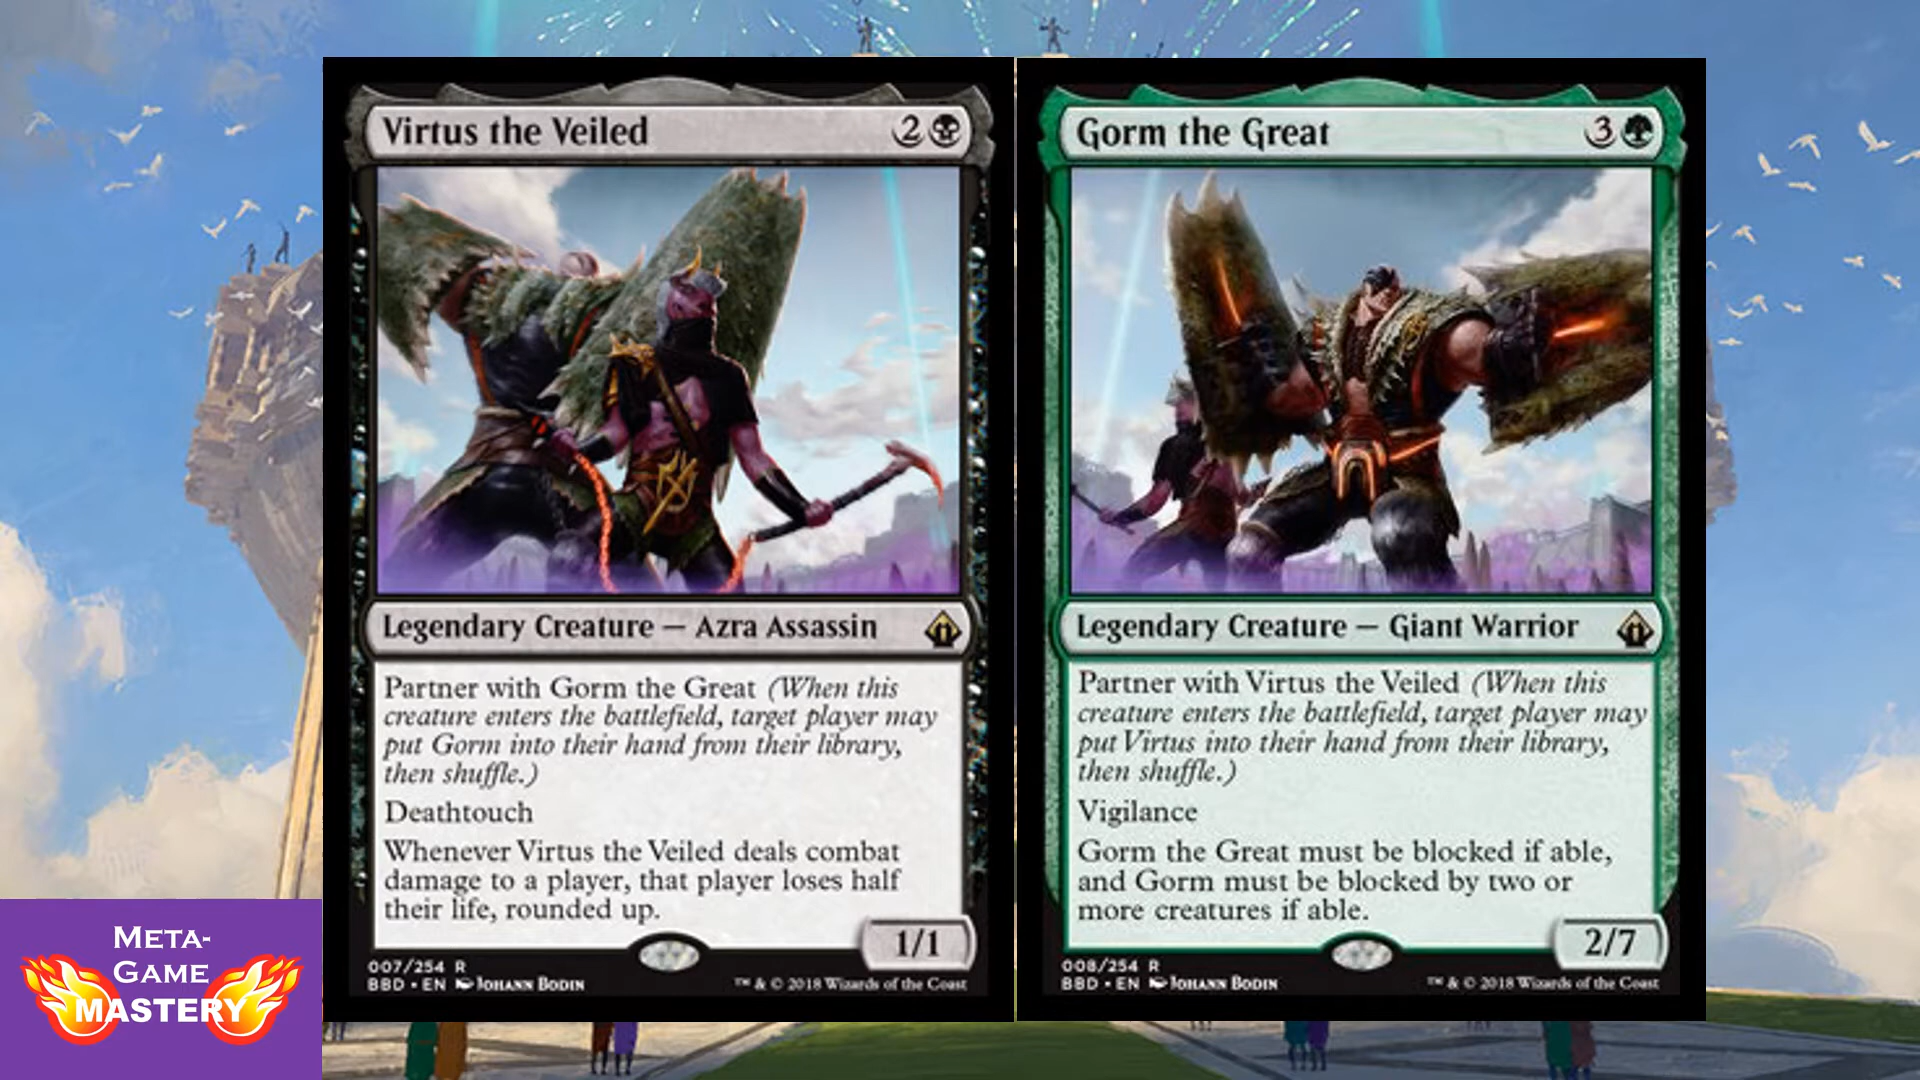 Virtus the Veiled 2
Legendary Creature — Azra Assassin
Partner with Gorm the Great (When this
creature enters the battlefield, target player may
put Gorm into their hand from their library,
then shuffle.)
Deathtouch
Whenever Virtus the Veiled deals combat
damage to a player, that player loses half
their life, rounded up.
1/1
007/254 R
BBD • EN Johann Bodin
™ & © 2018 Wizards of the Coast
Gorm the Great 3
Legendary Creature — Giant Warrior
Partner with Virtus the Veiled (When this
creature enters the battlefield, target player may
put Virtus into their hand from their library,
then shuffle.)
Vigilance
Gorm the Great must be blocked if able,
and Gorm must be blocked by two or
more creatures if able.
2/7
008/254 R
BBD • EN Johann Bodin
™ & © 2018 Wizards of the Coast
META-
GAME
MASTERY